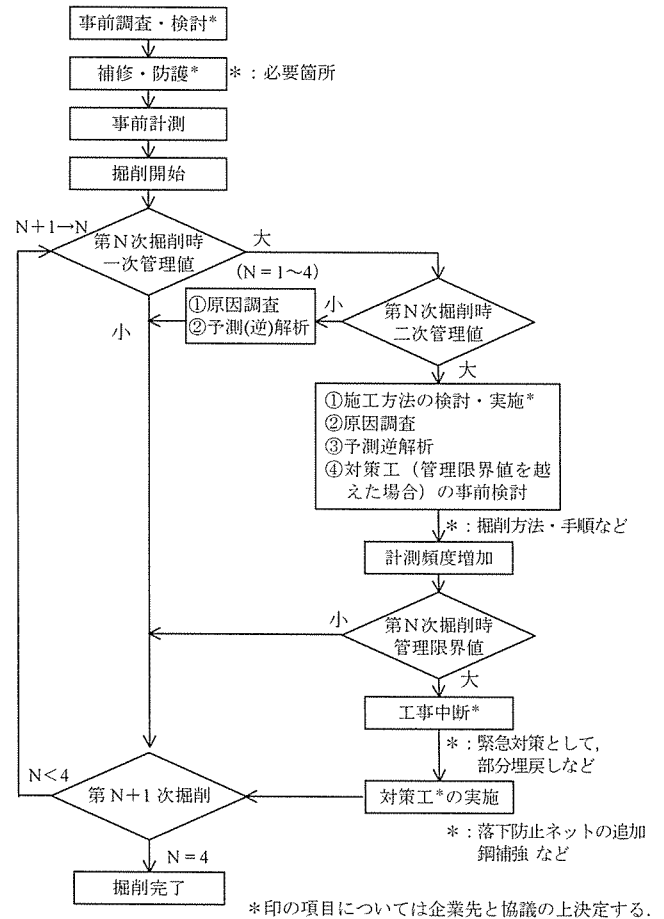 事前調査・検討*
補修・防護*
*：必要箇所
事前計測
掘削開始
N+1→N
第N次掘削時
一次管理値
大
(N=1～4)
小
①原因調査
②予測(逆)解析
小
第N次掘削時
二次管理値
大
①施工方法の検討・実施*
②原因調査
③予測逆解析
④対策工（管理限界値を越
えた場合）の事前検討
*：掘削方法・手順など
計測頻度増加
小
第N次掘削時
管理限界値
大
工事中断*
*：緊急対策として,
部分埋戻しなど
N<4
第N+1次掘削
対策工*の実施
*：落下防止ネットの追加
鋼補強 など
N=4
掘削完了
*印の項目については企業先と協議の上決定する.